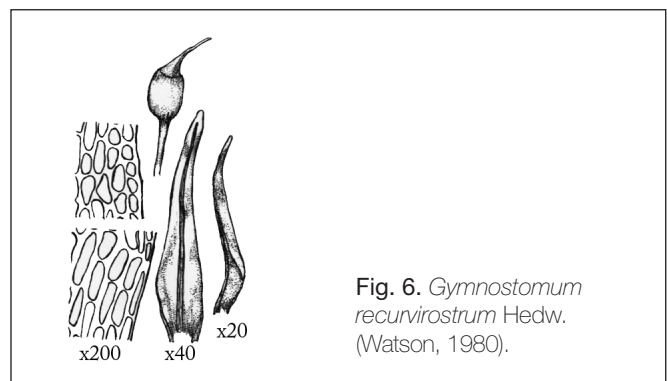 x200
x40
x20
Fig. 6. Gymnostomum
recurvirostrum Hedw.
(Watson, 1980).